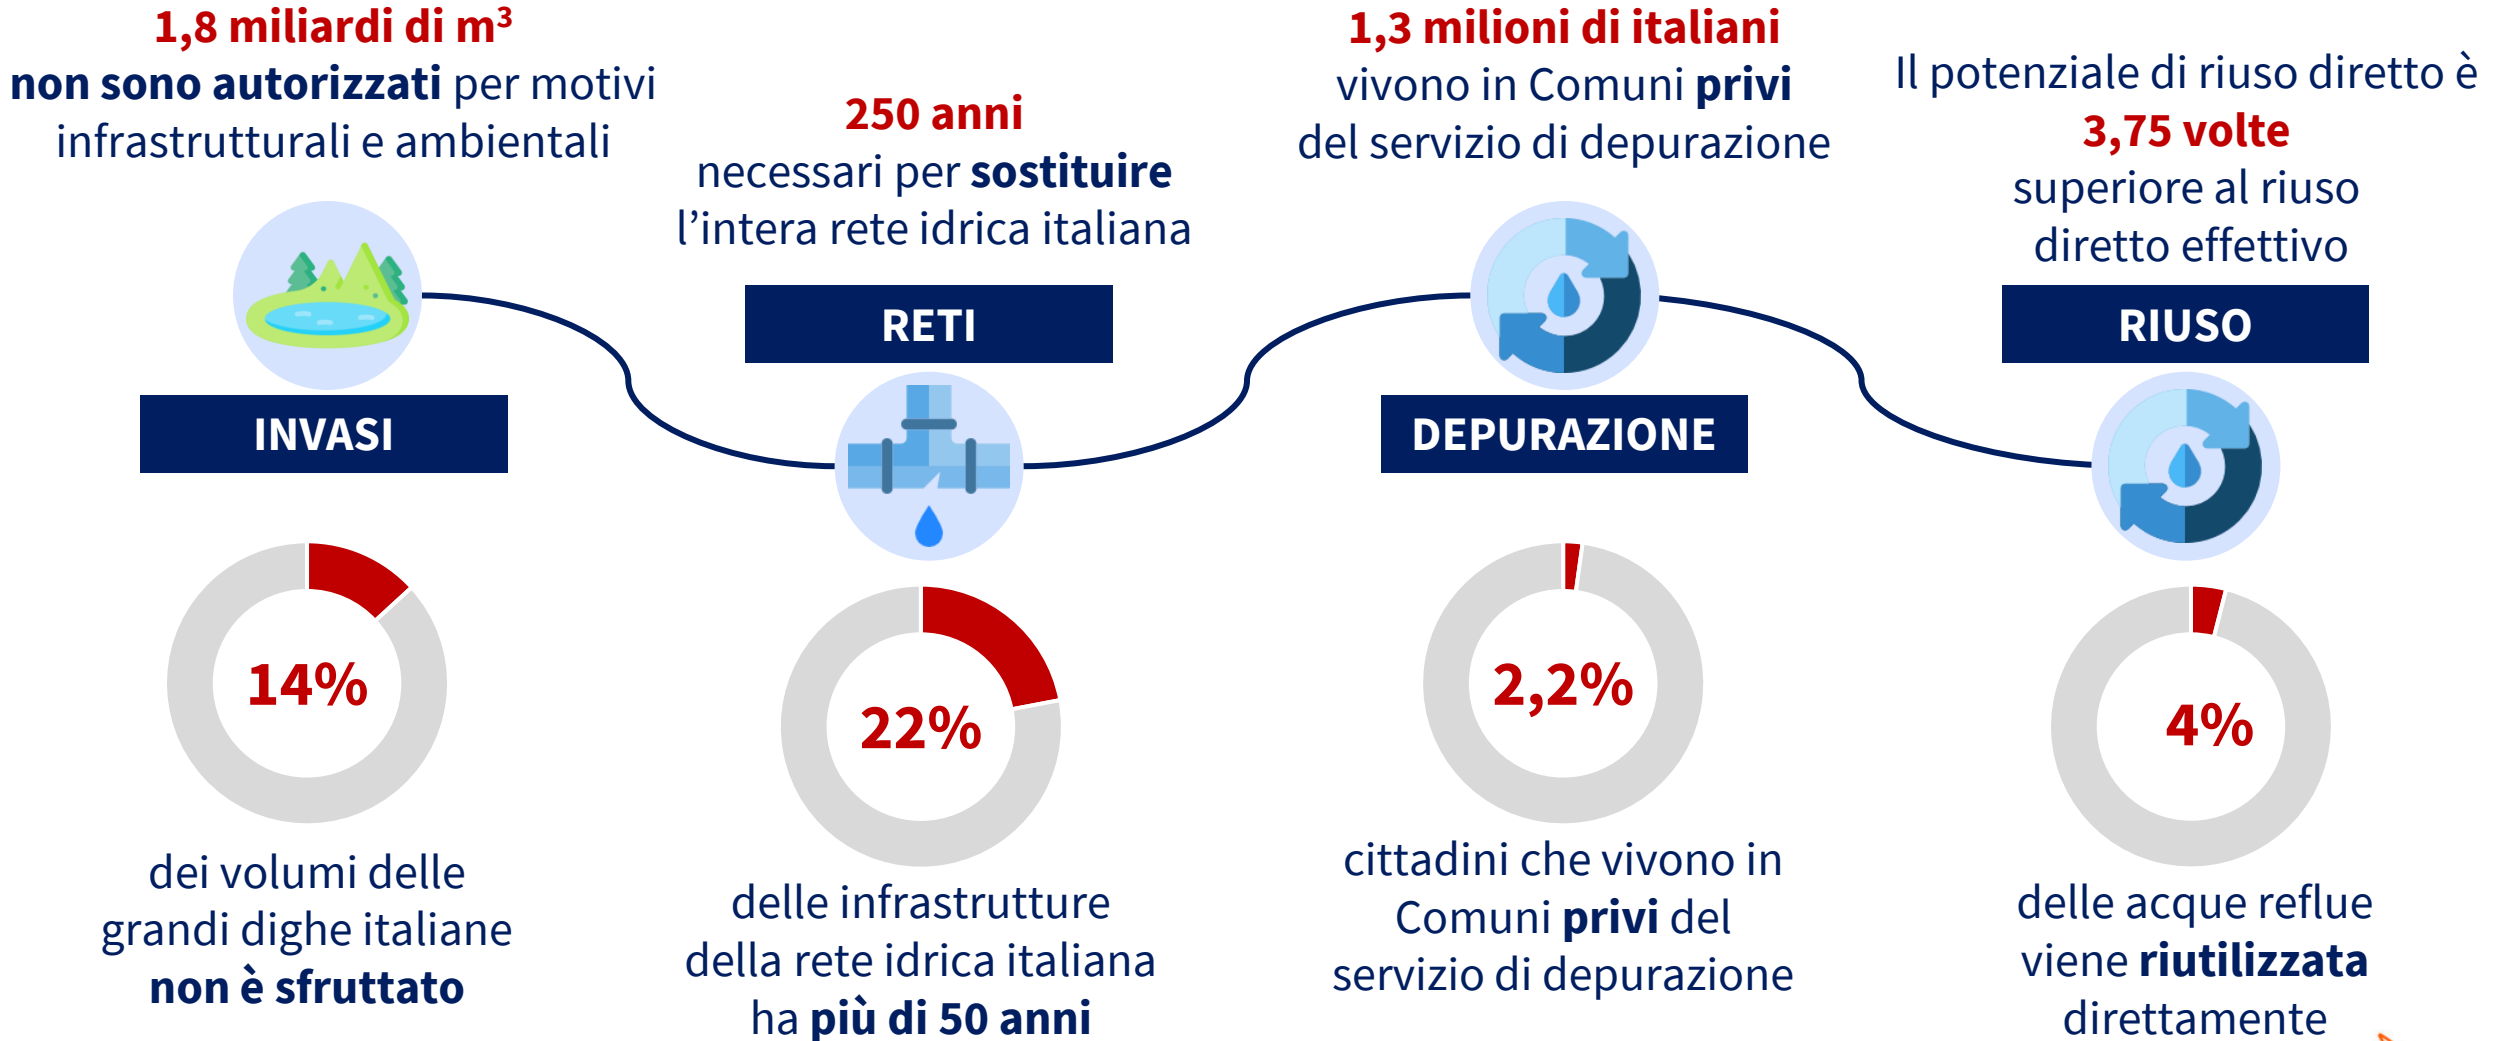 1,8 miliardi di m³
non sono autorizzati per motivi
infrastrutturali e ambientali
INVASI
14%
dei volumi delle
grandi dighe italiane
non è sfruttato
250 anni
necessari per sostituire
l’intera rete idrica italiana
RETI
22%
delle infrastrutture
della rete idrica italiana
ha più di 50 anni
1,3 milioni di italiani
vivono in Comuni privi
del servizio di depurazione
DEPURAZIONE
2,2%
cittadini che vivono in
Comuni privi del
servizio di depurazione
Il potenziale di riuso diretto è
3,75 volte
superiore al riuso
diretto effettivo
RIUSO
4%
delle acque reflue
viene riutilizzata
direttamente